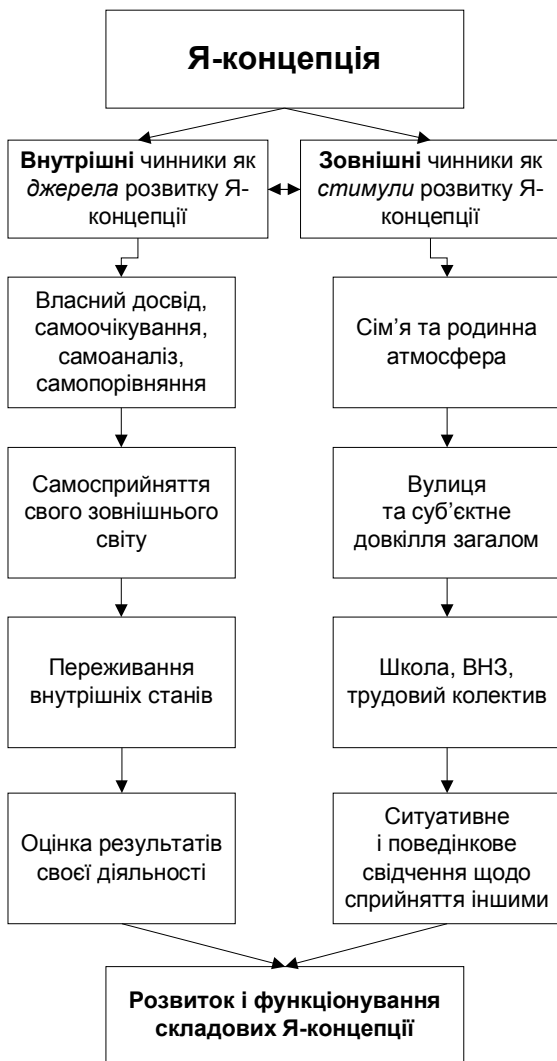 Я-концепція
Внутрішні чинники як
джерела розвитку Я-
концепції
Зовнішні чинники як
стимули розвитку Я-
концепції
Власний досвід,
самоочікування,
самоаналіз,
самопорівняння
Сім’я та родинна
атмосфера
Самосприйняття
свого зовнішнього
світу
Вулиця
та суб’єктне
довкілля загалом
Переживання
внутрішніх станів
Школа, ВНЗ,
трудовий колектив
Оцінка результатів
своєї діяльності
Ситуативне
і поведінкове
свідчення щодо
сприйняття іншими
Розвиток і функціонування
складових Я-концепції